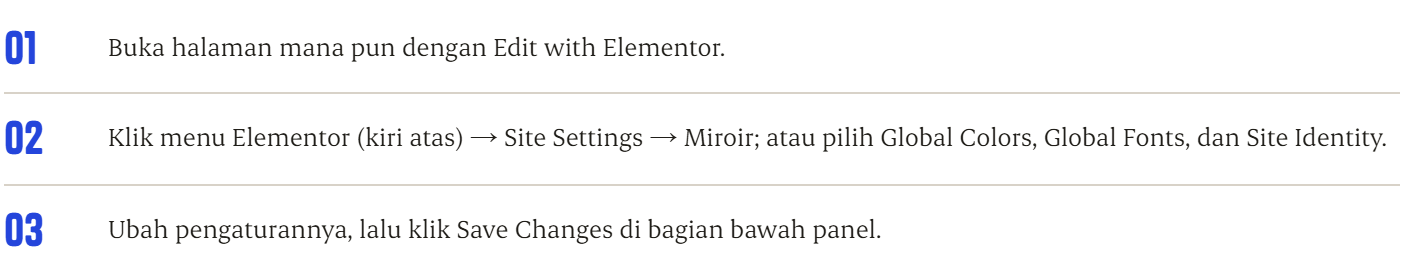 01 Buka halaman mana pun dengan Edit with Elementor.
02 Klik menu Elementor (kiri atas) → Site Settings → Miroir; atau pilih Global Colors, Global Fonts, dan Site Identity.
03 Ubah pengaturannya, lalu klik Save Changes di bagian bawah panel.